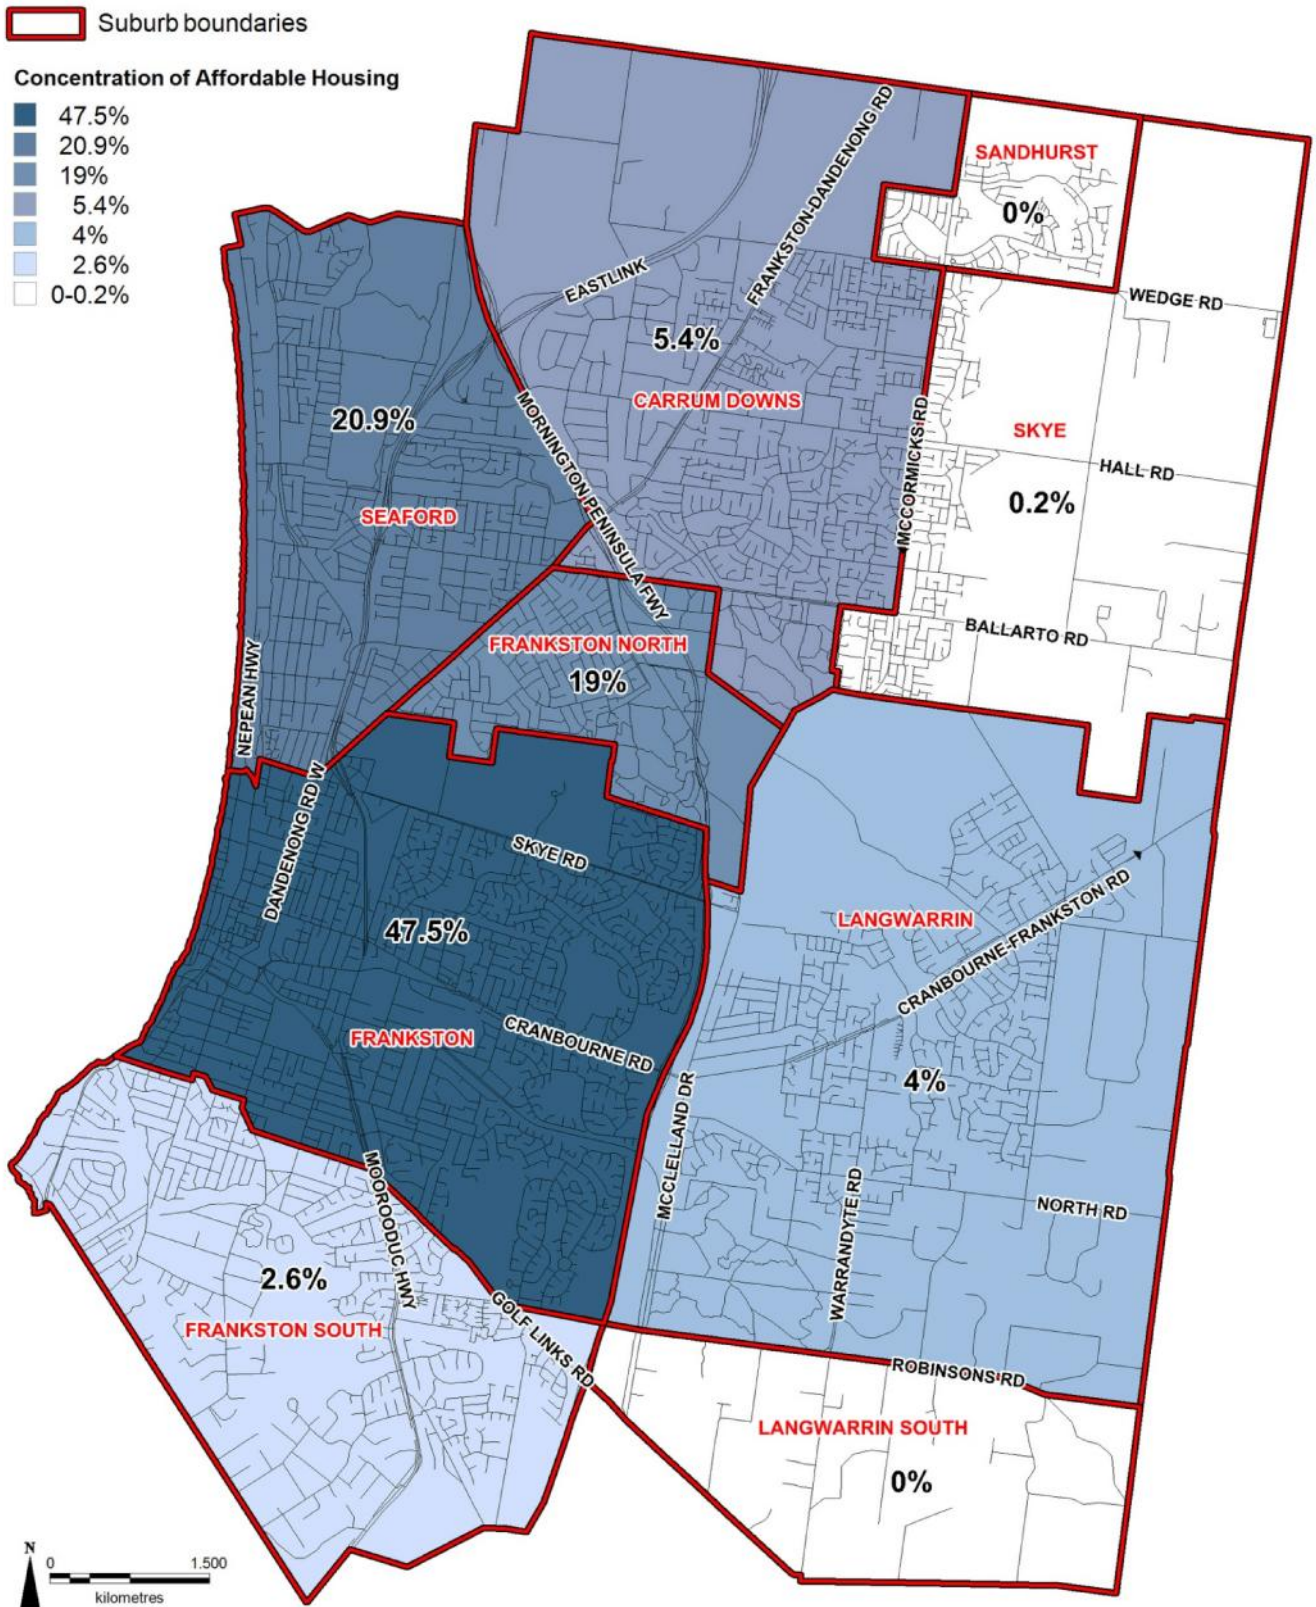 Suburb boundaries
Concentration of Affordable Housing
47.5%
20.9%
19%
5.4%
4%
2.6%
0-0.2%
SANDHURST
0%
FRANKSTON-DANDENONG RD
EASTLINK
WEDGE RD
5.4%
CARRUM DOWNS
MCCORMICKS RD
SKYE
HALL RD
0.2%
20.9%
SEAFORD
MORNINGTON PENINSULA FWY
BALLARTO RD
FRANKSTON NORTH
19%
NEPEAN HWY
DANDENONG RD W
SKYE RD
47.5%
LANGWARRIN
CRANBOURNE-FRANKSTON RD
FRANKSTON
CRANBOURNE RD
4%
MCCLELLAND DR
MOOROODUC HWY
WARRANDYTE RD
NORTH RD
2.6%
FRANKSTON SOUTH
GOLF LINKS RD
ROBINSONS RD
LANGWARRIN SOUTH
0%
N
0 1.500
kilometres